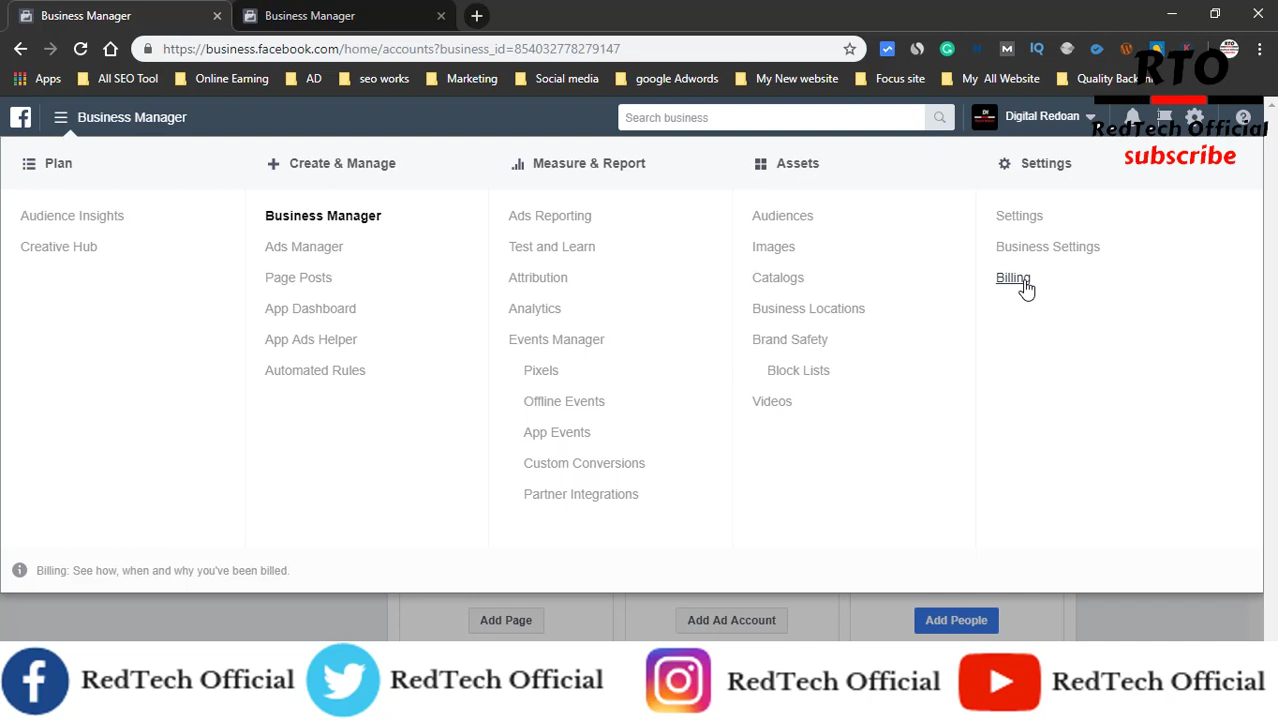 Business Manager
Business Manager
https://business.facebook.com/home/accounts?business_id=854032778279147
Apps
All SEO Tool
Online Earning
AD
seo works
Marketing
Social media
google Adwords
My New website
Focus site
My All Website
Quality
RTO
Business Manager
Search business
Digital Redoan
RedTech Official
subscribe
Plan
Create & Manage
Measure & Report
Assets
Settings
Audience Insights
Creative Hub
Business Manager
Ads Manager
Page Posts
App Dashboard
App Ads Helper
Automated Rules
Ads Reporting
Test and Learn
Attribution
Analytics
Events Manager
Pixels
Offline Events
App Events
Custom Conversions
Partner Integrations
Audiences
Images
Catalogs
Business Locations
Brand Safety
Block Lists
Videos
Settings
Business Settings
Billing
Billing: See how, when and why you've been billed.
Add Page
Add Ad Account
Add People
RedTech Official
RedTech Official
RedTech Official
RedTech Official